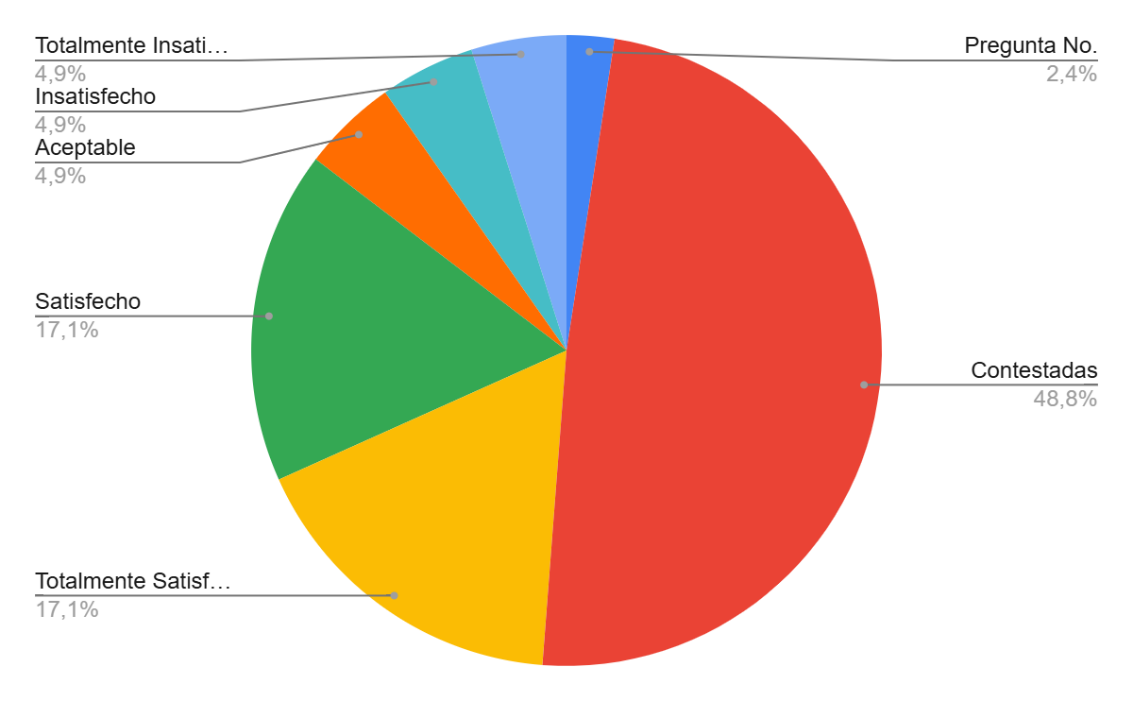 Totalmente Insati…
4,9%
Insatisfecho
4,9%
Aceptable
4,9%
Satisfecho
17,1%
Totalmente Satisf…
17,1%
Pregunta No.
2,4%
Contestadas
48,8%